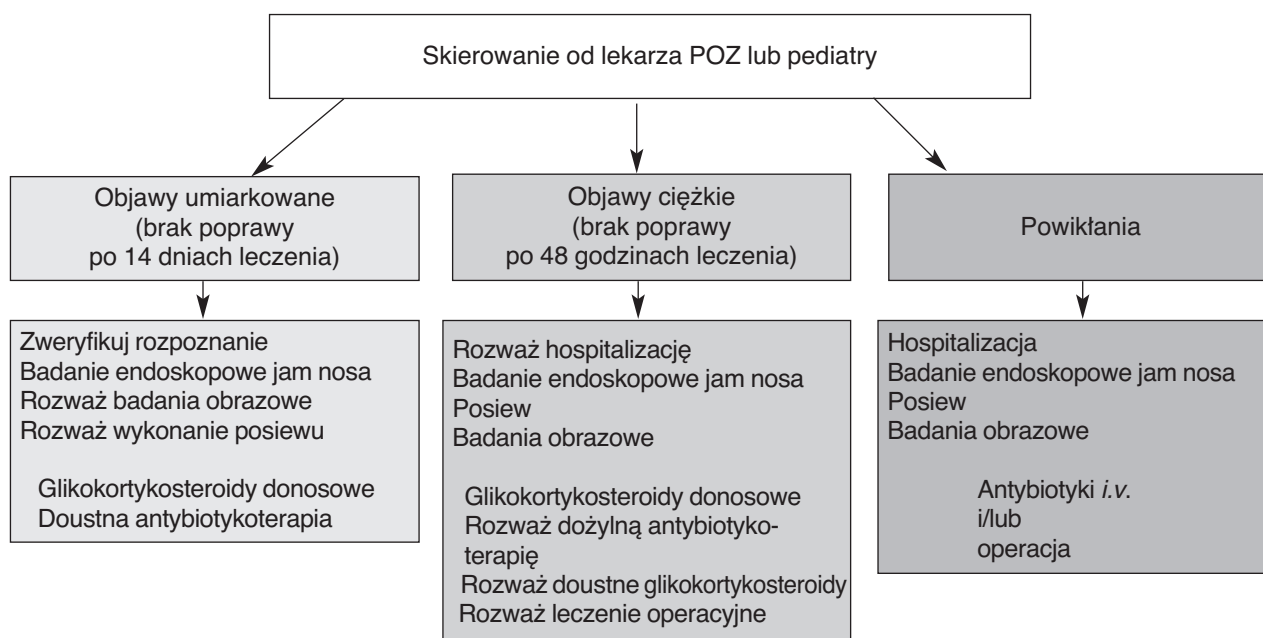 Skierowanie od lekarza POZ lub pediatry
Objawy umiarkowane
(brak poprawy
po 14 dniach leczenia)
Objawy ciężkie
(brak poprawy
po 48 godzinach leczenia)
Powikłania
Zweryfikuj rozpoznanie
Badanie endoskopowe jam nosa
Rozważ badania obrazowe
Rozważ wykonanie posiewu
Glikokortykosteroidy donosowe
Doustna antybiotykoterapia
Rozważ hospitalizację
Badanie endoskopowe jam nosa
Posiew
Badania obrazowe
Glikokortykosteroidy donosowe
Rozważ dożylną antybiotyko-
terapię
Rozważ doustne glikokortykosteroidy
Rozważ leczenie operacyjne
Hospitalizacja
Badanie endoskopowe jam nosa
Posiew
Badania obrazowe
Antybiotyki i.v.
i/lub
operacja